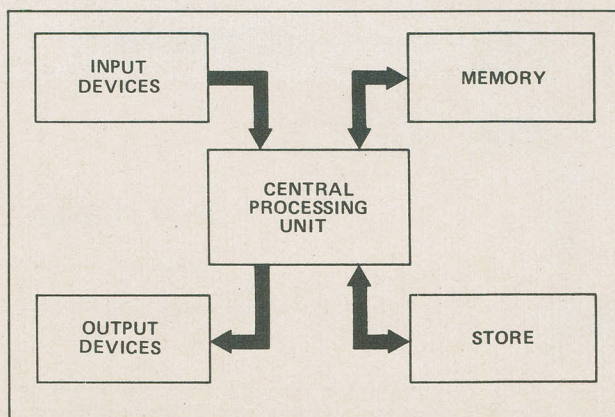 INPUT
DEVICES
MEMORY
CENTRAL
PROCESSING
UNIT
OUTPUT
DEVICES
STORE